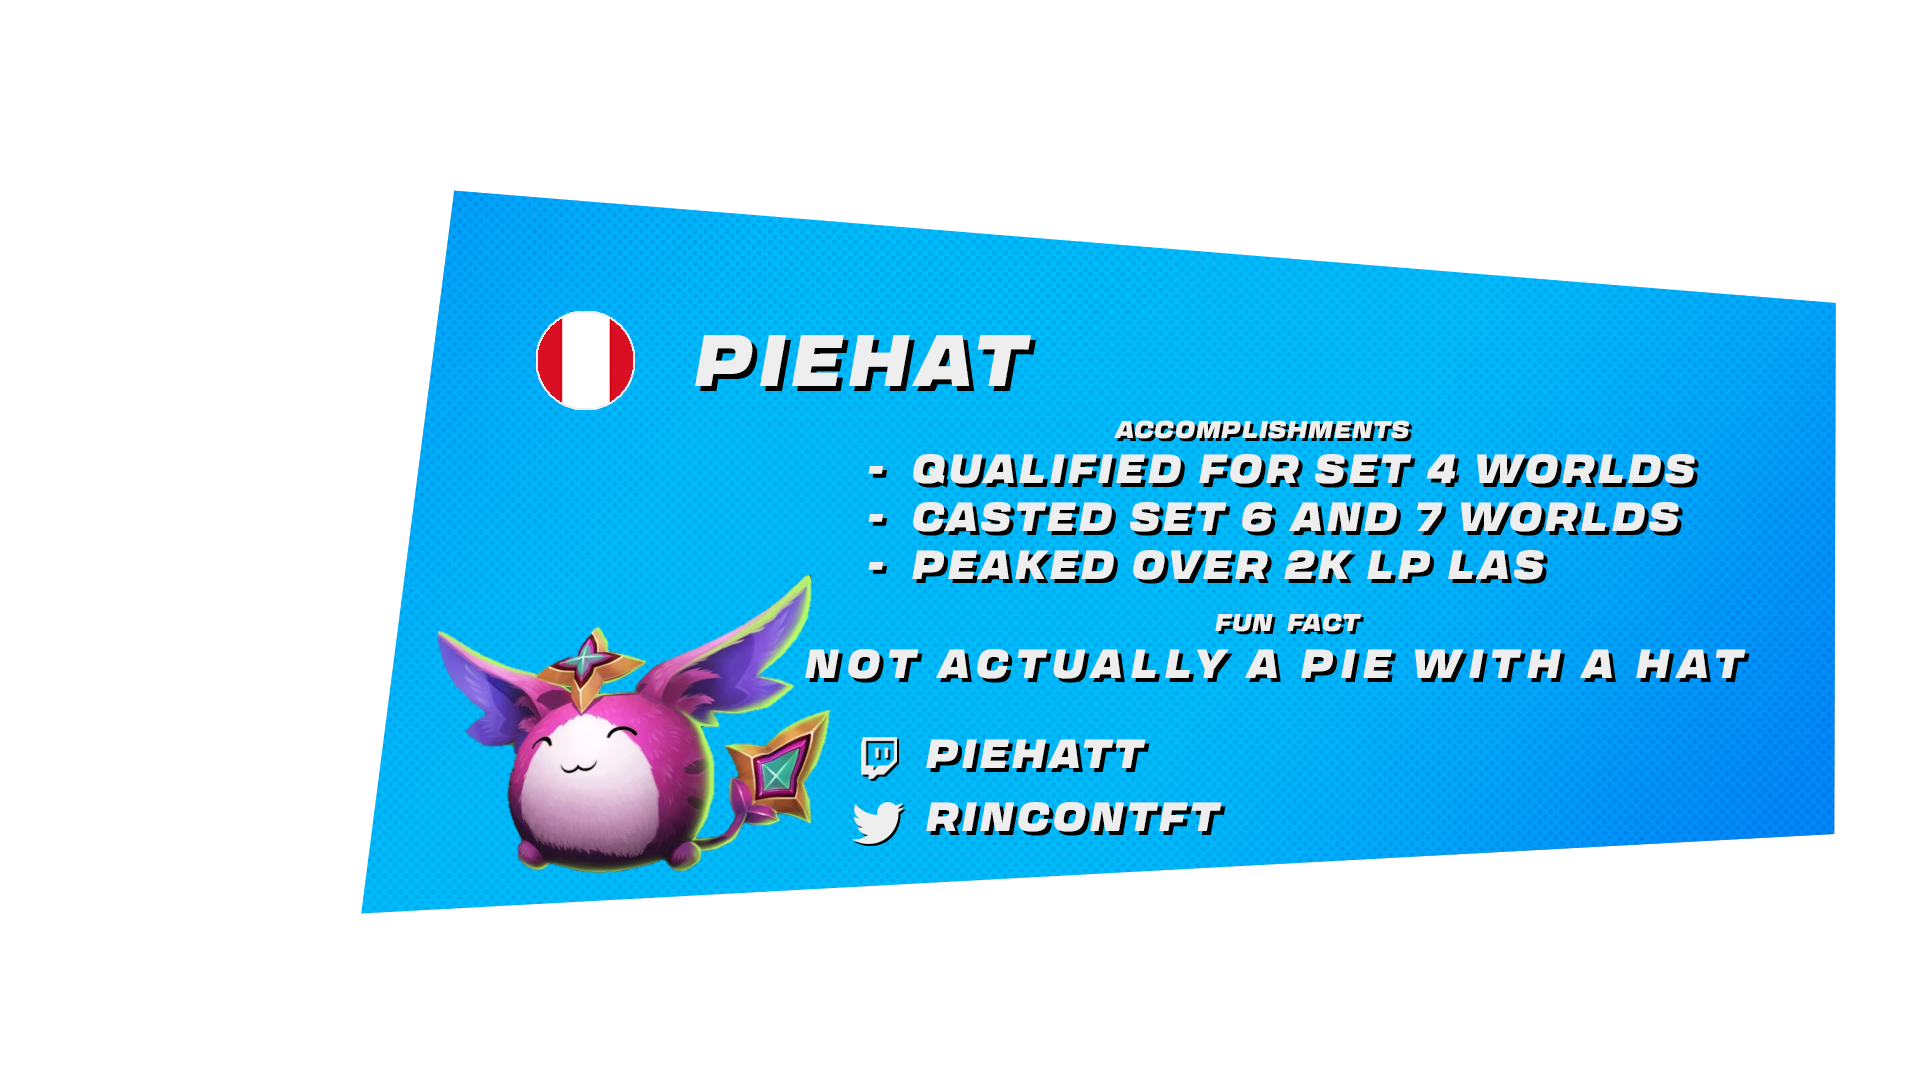 PIEHAT
ACCOMPLISHMENTS
- QUALIFIED FOR SET 4 WORLDS
- CASTED SET 6 AND 7 WORLDS
- PEAKED OVER 2K LP LAS
FUN FACT
NOT ACTUALLY A PIE WITH A HAT
PIEHATT
RINCONTFT